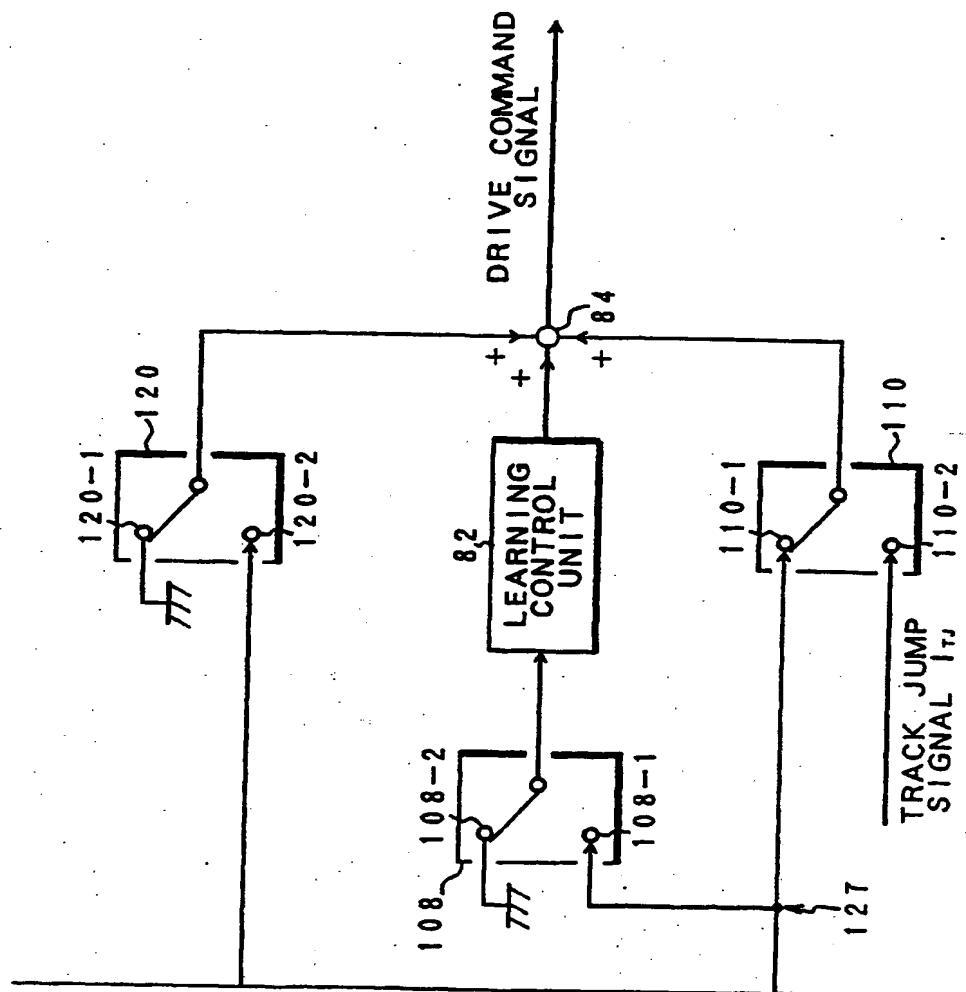 120-1
120
120-2
DRIVE COMMAND
SIGNAL
+
+
+
84
82
LEARNING
CONTROL
UNIT
108
108-2
108-1
110-1
110
110-2
TRACK JUMP
SIGNAL ITJ
127